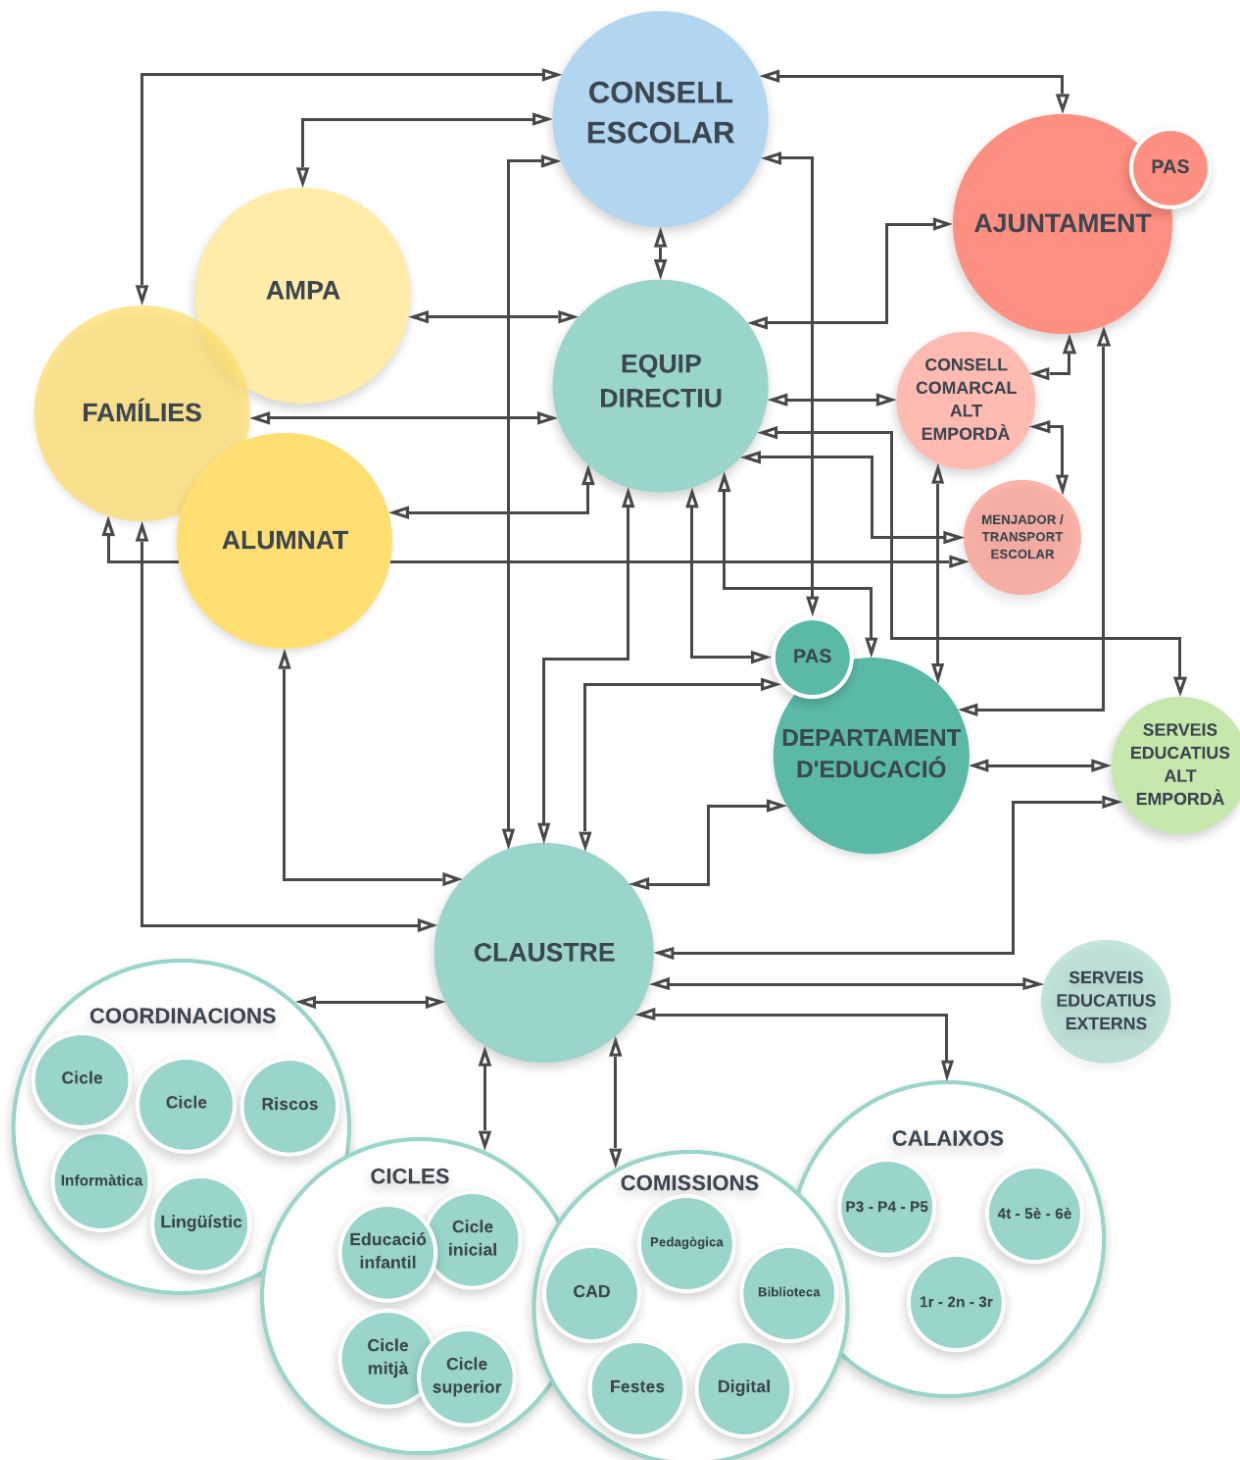 CONSELL
ESCOLAR
PAS
AJUNTAMENT
AMPA
EQUIP
DIRECTIU
CONSELL
COMARCAL
ALT
EMPORDÀ
FAMÍLIES
MENJADOR /
TRANSPORT
ESCOLAR
ALUMNAT
PAS
DEPARTAMENT
D'EDUCACIÓ
SERVEIS
EDUCATIUS
ALT
EMPORDÀ
CLAUSTRE
SERVEIS
EDUCATIUS
EXTERNS
COORDINACIONS
Cicle
Cicle
Riscos
Informàtica
Lingüístic
CICLES
Educació
infantil
Cicle
inicial
Cicle
mitjà
Cicle
superior
COMISSIONS
Pedagògica
CAD
Biblioteca
Festes
Digital
CALAIXOS
P3 - P4 - P5
4t - 5è - 6è
1r - 2n - 3r